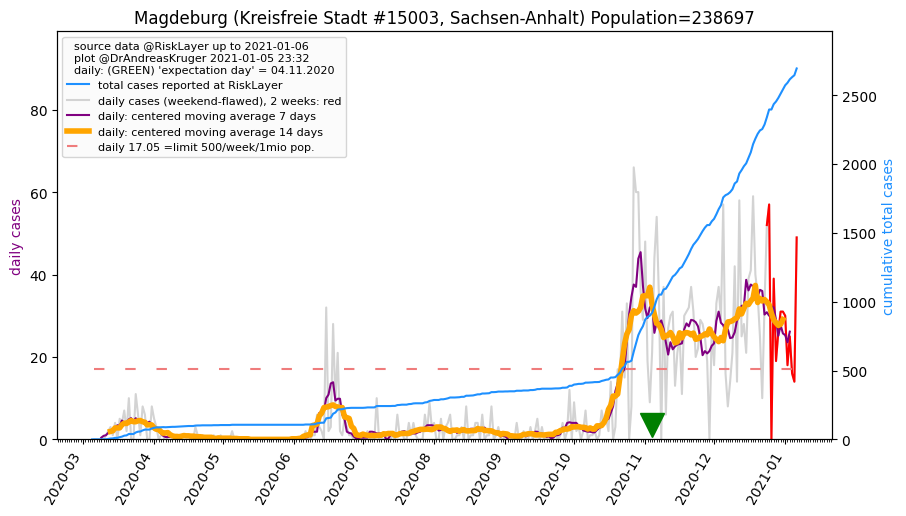 Magdeburg (Kreisfreie Stadt #15003, Sachsen-Anhalt) Population=238697
source data @RiskLayer up to 2021-01-06
plot @DrAndreasKruger 2021-01-05 23:32
daily: (GREEN) 'expectation day' = 04.11.2020
total cases reported at RiskLayer
daily cases (weekend-flawed), 2 weeks: red
daily: centered moving average 7 days
daily: centered moving average 14 days
daily 17.05 =limit 500/week/1mio pop.
daily cases
80
60
40
20
0
cumulative total cases
2500
2000
1500
1000
500
0
2020-03
2020-04
2020-05
2020-06
2020-07
2020-08
2020-09
2020-10
2020-11
2020-12
2021-01